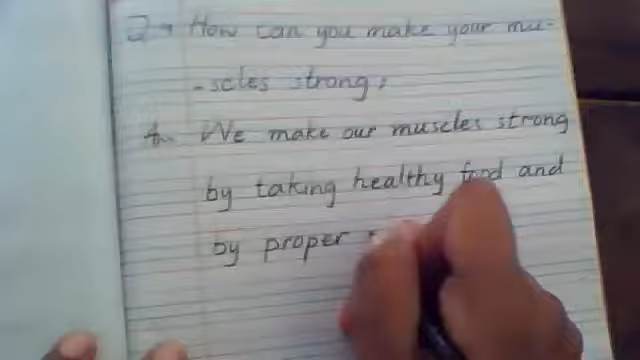 2 → How can you make your mu-
-scles strong?
A. We make our muscles strong
by taking healthy food and
by proper